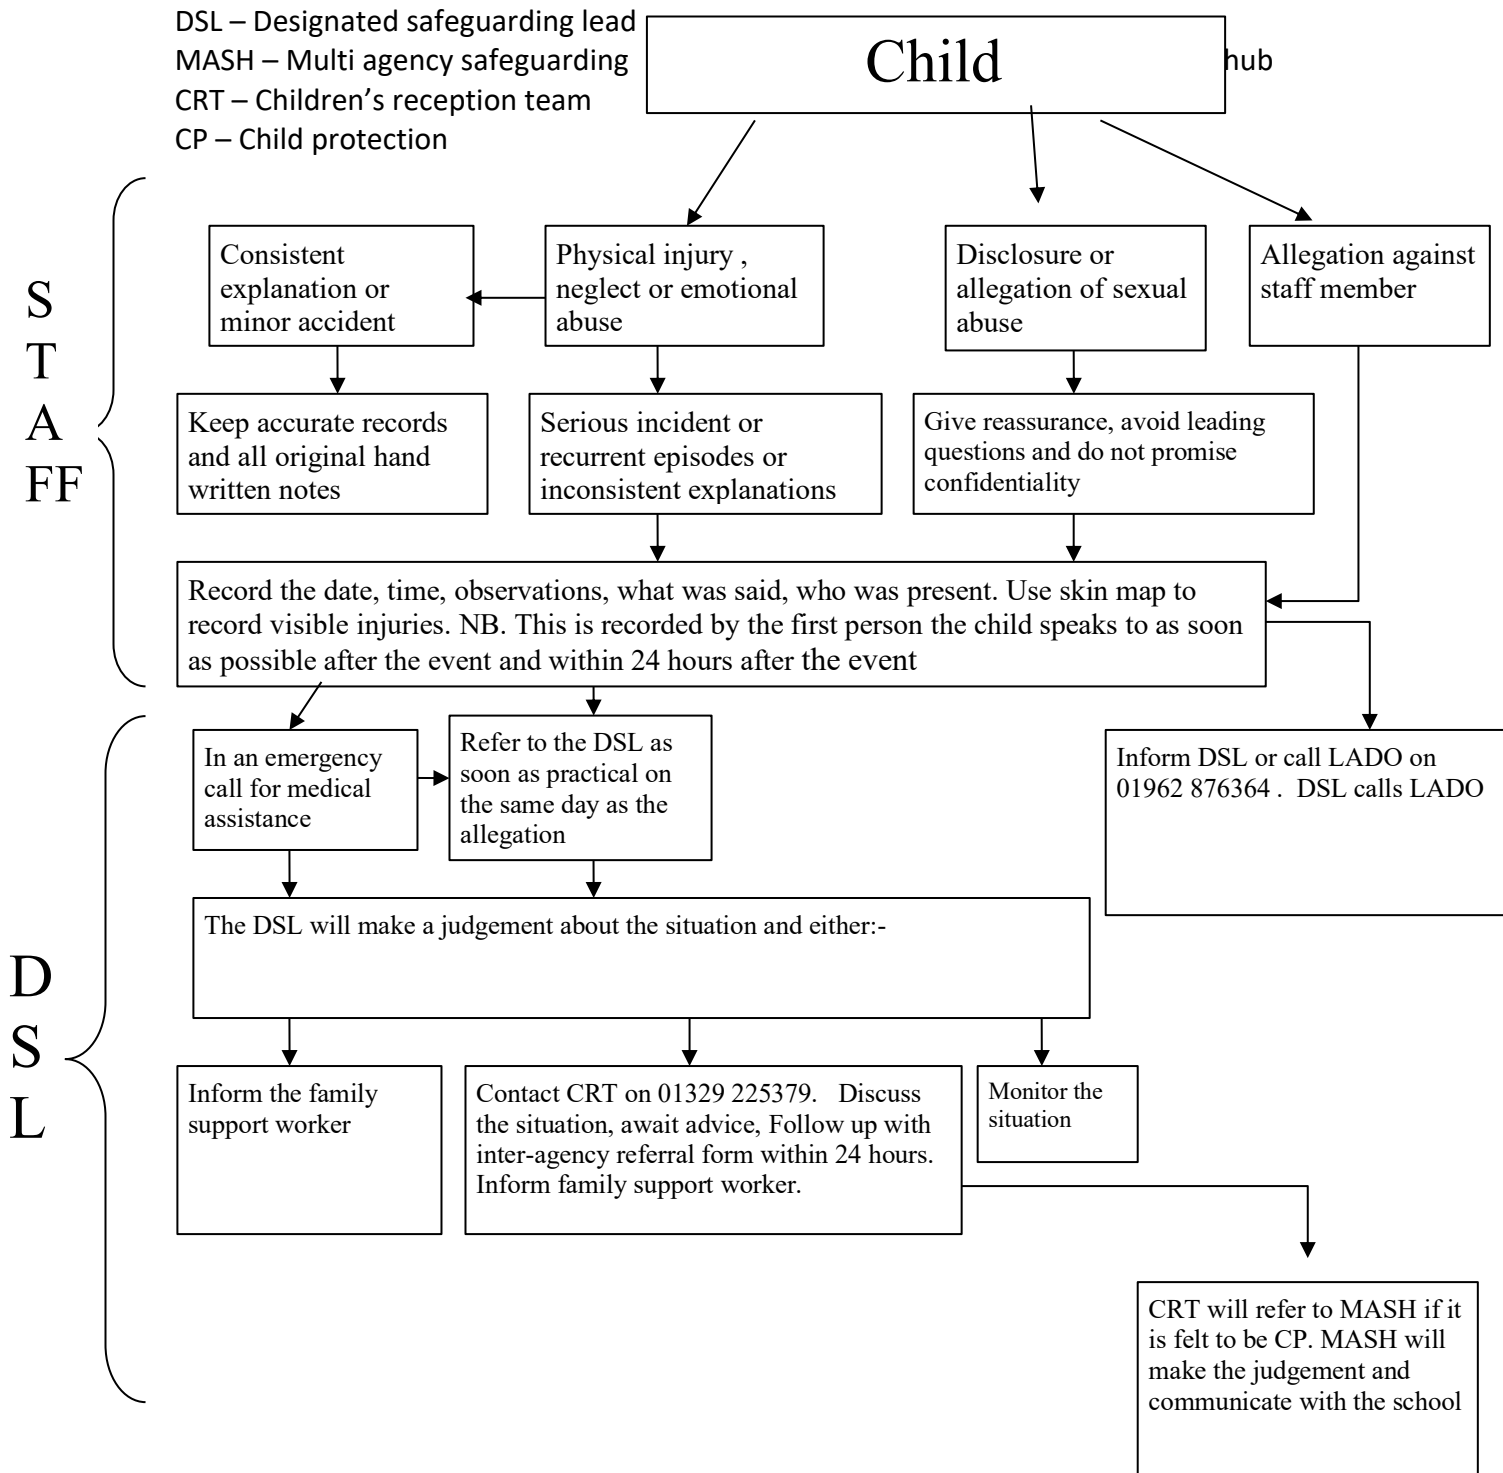 DSL – Designated safeguarding lead
MASH – Multi agency safeguarding hub
CRT – Children's reception team
CP – Child protection
Child
S
T
A
FF
Consistent
explanation or
minor accident
Physical injury ,
neglect or emotional
abuse
Disclosure or
allegation of sexual
abuse
Allegation against
staff member
Keep accurate records
and all original hand
written notes
Serious incident or
recurrent episodes or
inconsistent explanations
Give reassurance, avoid leading
questions and do not promise
confidentiality
Record the date, time, observations, what was said, who was present. Use skin map to
record visible injuries. NB. This is recorded by the first person the child speaks to as soon
as possible after the event and within 24 hours after the event
D
S
L
In an emergency
call for medical
assistance
Refer to the DSL as
soon as practical on
the same day as the
allegation
Inform DSL or call LADO on
01962 876364 . DSL calls LADO
The DSL will make a judgement about the situation and either:-
Inform the family
support worker
Contact CRT on 01329 225379. Discuss
the situation, await advice, Follow up with
inter-agency referral form within 24 hours.
Inform family support worker.
Monitor the
situation
CRT will refer to MASH if it
is felt to be CP. MASH will
make the judgement and
communicate with the school